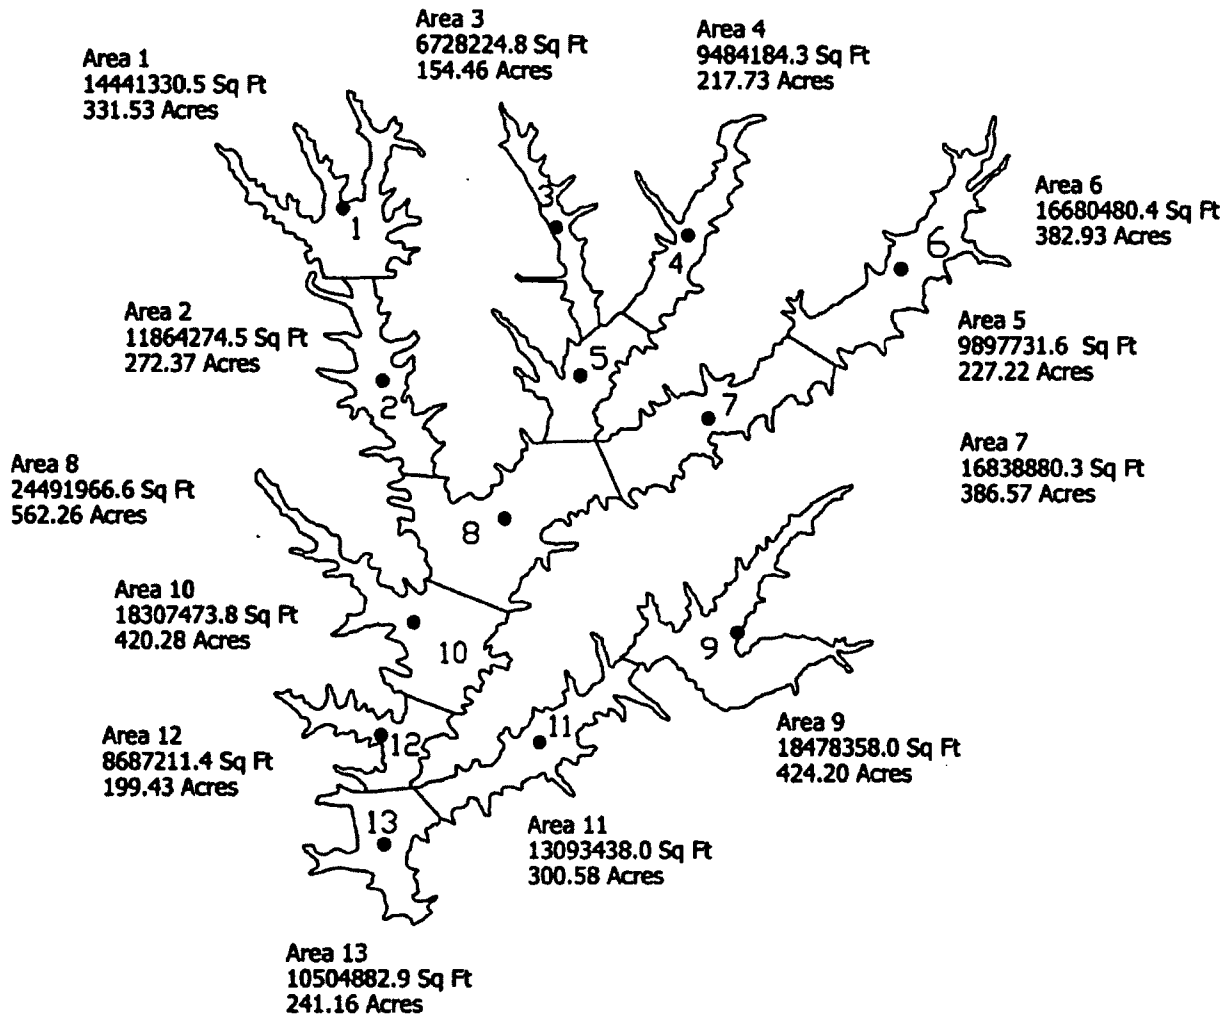 Area 3
6728224.8 Sq Ft
154.46 Acres
Area 4
9484184.3 Sq Ft
217.73 Acres
Area 1
14441330.5 Sq Ft
331.53 Acres
Area 6
16680480.4 Sq Ft
382.93 Acres
3
1
4
6
Area 2
11864274.5 Sq Ft
272.37 Acres
Area 5
9897731.6 Sq Ft
227.22 Acres
5
2
7
Area 7
16838880.3 Sq Ft
386.57 Acres
Area 8
24491966.6 Sq Ft
562.26 Acres
8
Area 10
18307473.8 Sq Ft
420.28 Acres
10
9
Area 12
8687211.4 Sq Ft
199.43 Acres
12
11
Area 9
18478358.0 Sq Ft
424.20 Acres
13
Area 11
13093438.0 Sq Ft
300.58 Acres
Area 13
10504882.9 Sq Ft
241.16 Acres